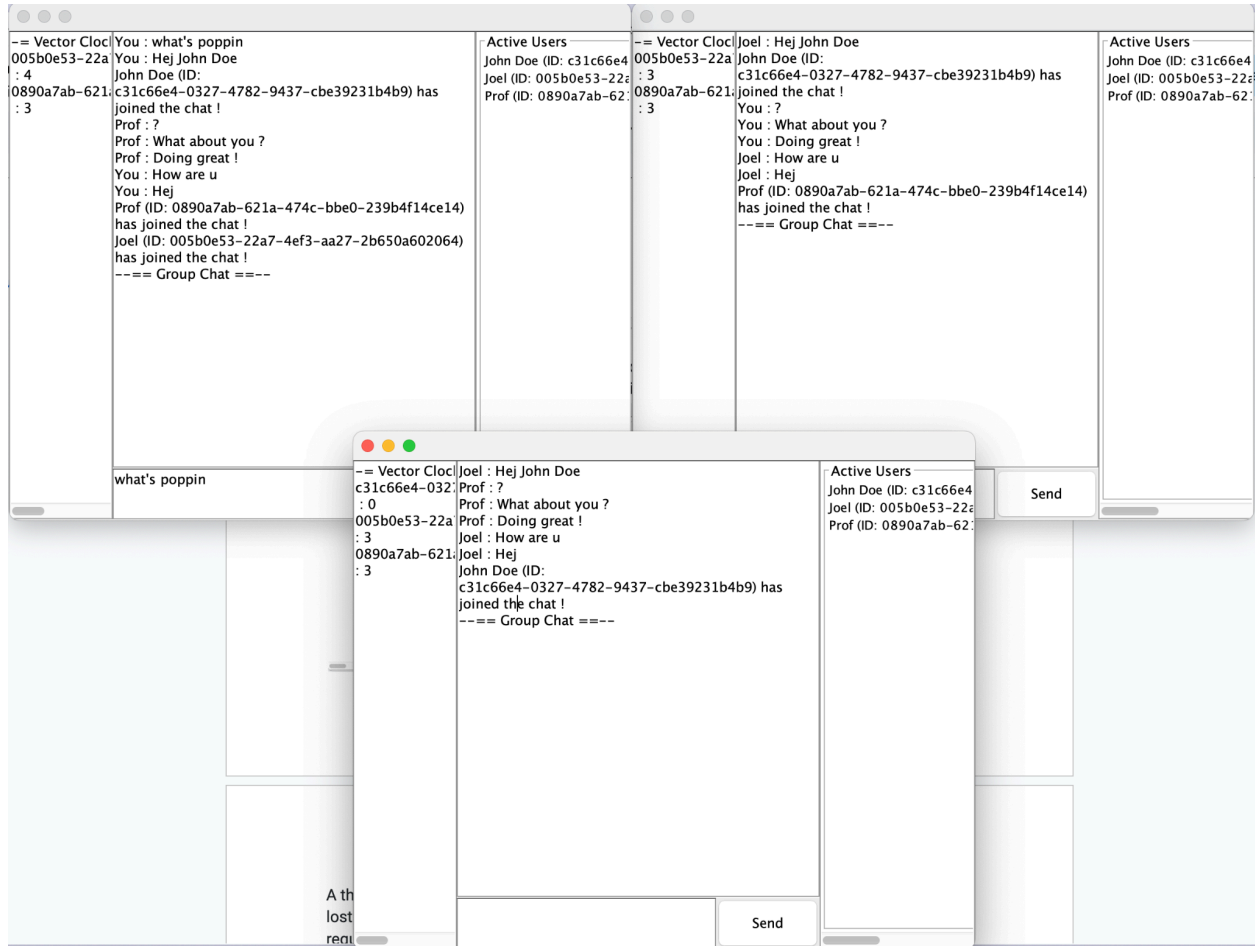 -= Vector Clocl
005b0e53-22a
: 4
0890a7ab-621
: 3
You : what's poppin
You : Hej John Doe
John Doe (ID:
c31c66e4-0327-4782-9437-cbe39231b4b9) has
joined the chat !
Prof : ?
Prof : What about you ?
Prof : Doing great !
You : How are u
You : Hej
Prof (ID: 0890a7ab-621a-474c-bbe0-239b4f14ce14)
has joined the chat !
Joel (ID: 005b0e53-22a7-4ef3-aa27-2b650a602064)
has joined the chat !
--== Group Chat ==--
what's poppin
Active Users
John Doe (ID: c31c66e4
Joel (ID: 005b0e53-22a
Prof (ID: 0890a7ab-62
-= Vector Clocl
005b0e53-22a
: 3
0890a7ab-621
: 3
Joel : Hej John Doe
John Doe (ID:
c31c66e4-0327-4782-9437-cbe39231b4b9) has
joined the chat !
You : ?
You : What about you ?
You : Doing great !
Joel : How are u
Joel : Hej
Prof (ID: 0890a7ab-621a-474c-bbe0-239b4f14ce14)
has joined the chat !
--== Group Chat ==--
Send
Active Users
John Doe (ID: c31c66e4
Joel (ID: 005b0e53-22a
Prof (ID: 0890a7ab-62
-= Vector Clocl
c31c66e4-032
: 0
005b0e53-22a
: 3
0890a7ab-621
: 3
Joel : Hej John Doe
Prof : ?
Prof : What about you ?
Prof : Doing great !
Joel : How are u
Joel : Hej
John Doe (ID:
c31c66e4-0327-4782-9437-cbe39231b4b9) has
joined the chat !
--== Group Chat ==--
Send
Active Users
John Doe (ID: c31c66e4
Joel (ID: 005b0e53-22a
Prof (ID: 0890a7ab-62
A th
lost
requ